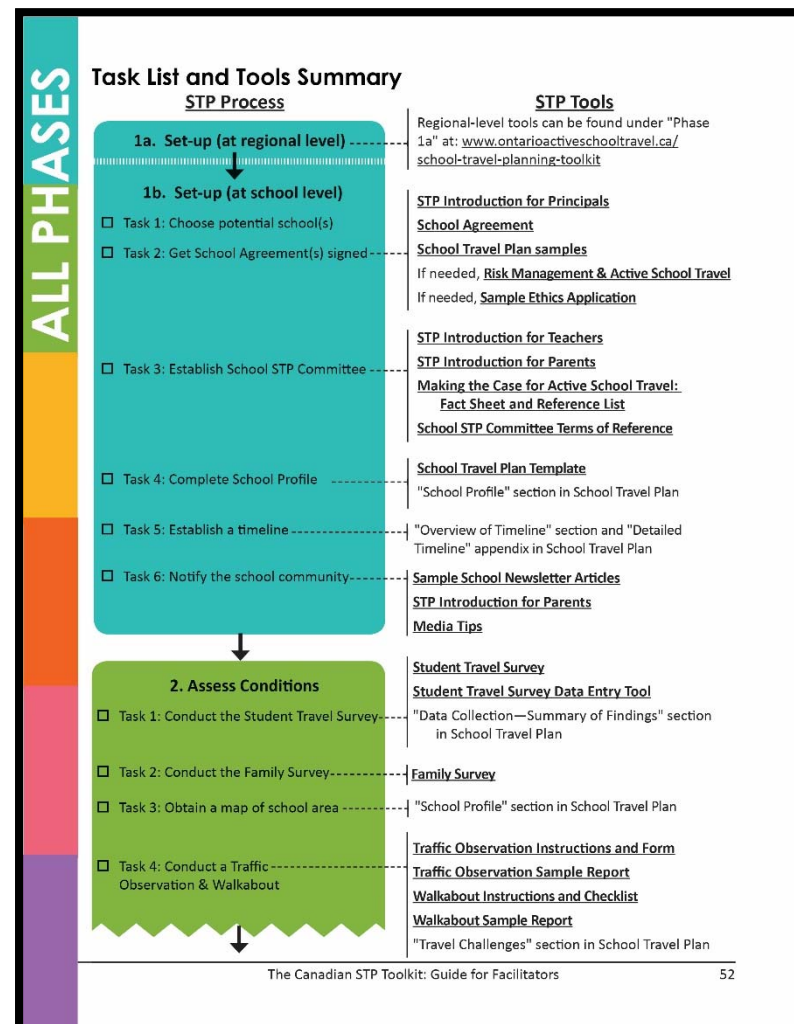 ALL PHASES
Task List and Tools Summary
STP Process
STP Tools
1a. Set-up (at regional level)
Regional-level tools can be found under "Phase
1a" at: www.ontarioactiveschooltravel.ca/
school-travel-planning-toolkit
1b. Set-up (at school level)
☐ Task 1: Choose potential school(s)
☐ Task 2: Get School Agreement(s) signed
STP Introduction for Principals
School Agreement
School Travel Plan samples
If needed, Risk Management & Active School Travel
If needed, Sample Ethics Application
☐ Task 3: Establish School STP Committee
STP Introduction for Teachers
STP Introduction for Parents
Making the Case for Active School Travel:
Fact Sheet and Reference List
School STP Committee Terms of Reference
☐ Task 4: Complete School Profile
School Travel Plan Template
"School Profile" section in School Travel Plan
☐ Task 5: Establish a timeline
"Overview of Timeline" section and "Detailed
Timeline" appendix in School Travel Plan
☐ Task 6: Notify the school community
Sample School Newsletter Articles
STP Introduction for Parents
Media Tips
2. Assess Conditions
☐ Task 1: Conduct the Student Travel Survey
Student Travel Survey
Student Travel Survey Data Entry Tool
"Data Collection—Summary of Findings" section
in School Travel Plan
☐ Task 2: Conduct the Family Survey
Family Survey
☐ Task 3: Obtain a map of school area
"School Profile" section in School Travel Plan
☐ Task 4: Conduct a Traffic
Observation & Walkabout
Traffic Observation Instructions and Form
Traffic Observation Sample Report
Walkabout Instructions and Checklist
Walkabout Sample Report
"Travel Challenges" section in School Travel Plan
The Canadian STP Toolkit: Guide for Facilitators
52